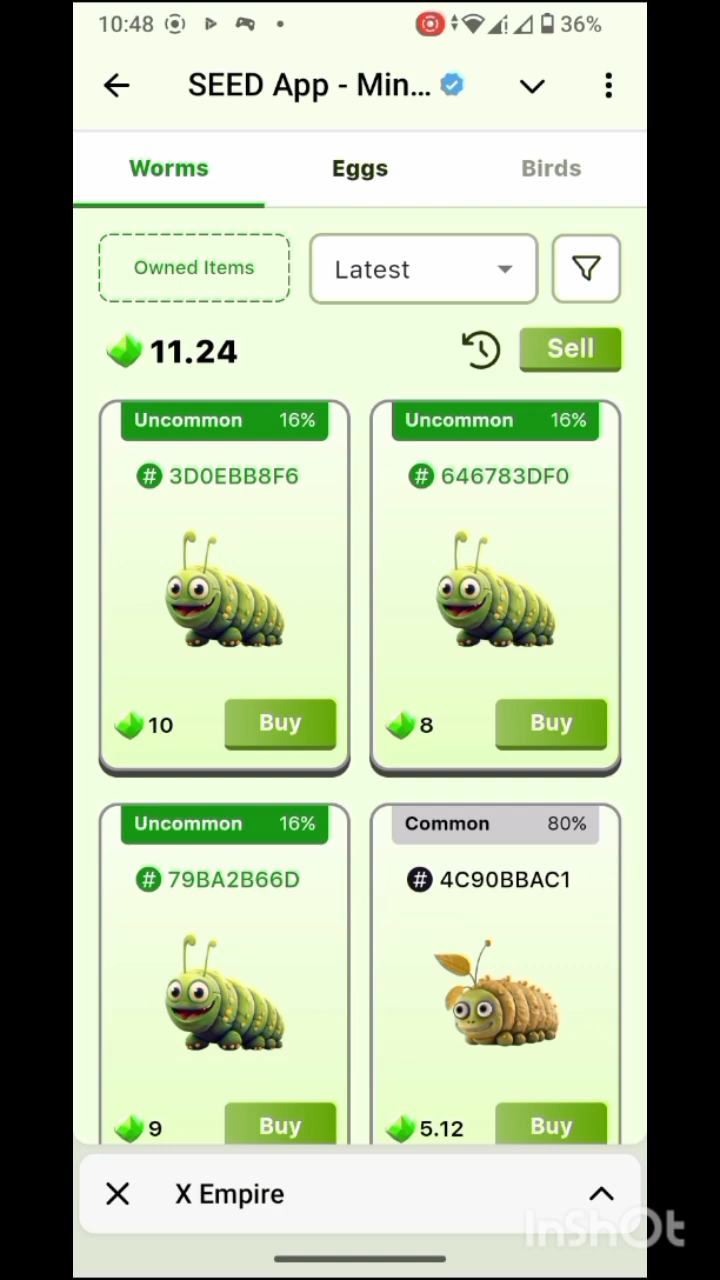 10:48 36%
SEED App - Min...
Worms Eggs Birds
Owned Items Latest
11.24 Sell
Uncommon 16% Uncommon 16%
# 3D0EBB8F6 # 646783DF0
10 Buy 8 Buy
Uncommon 16% Common 80%
# 79BA2B66D # 4C90BBAC1
9 Buy 5.12 Buy
X Empire
InShOt